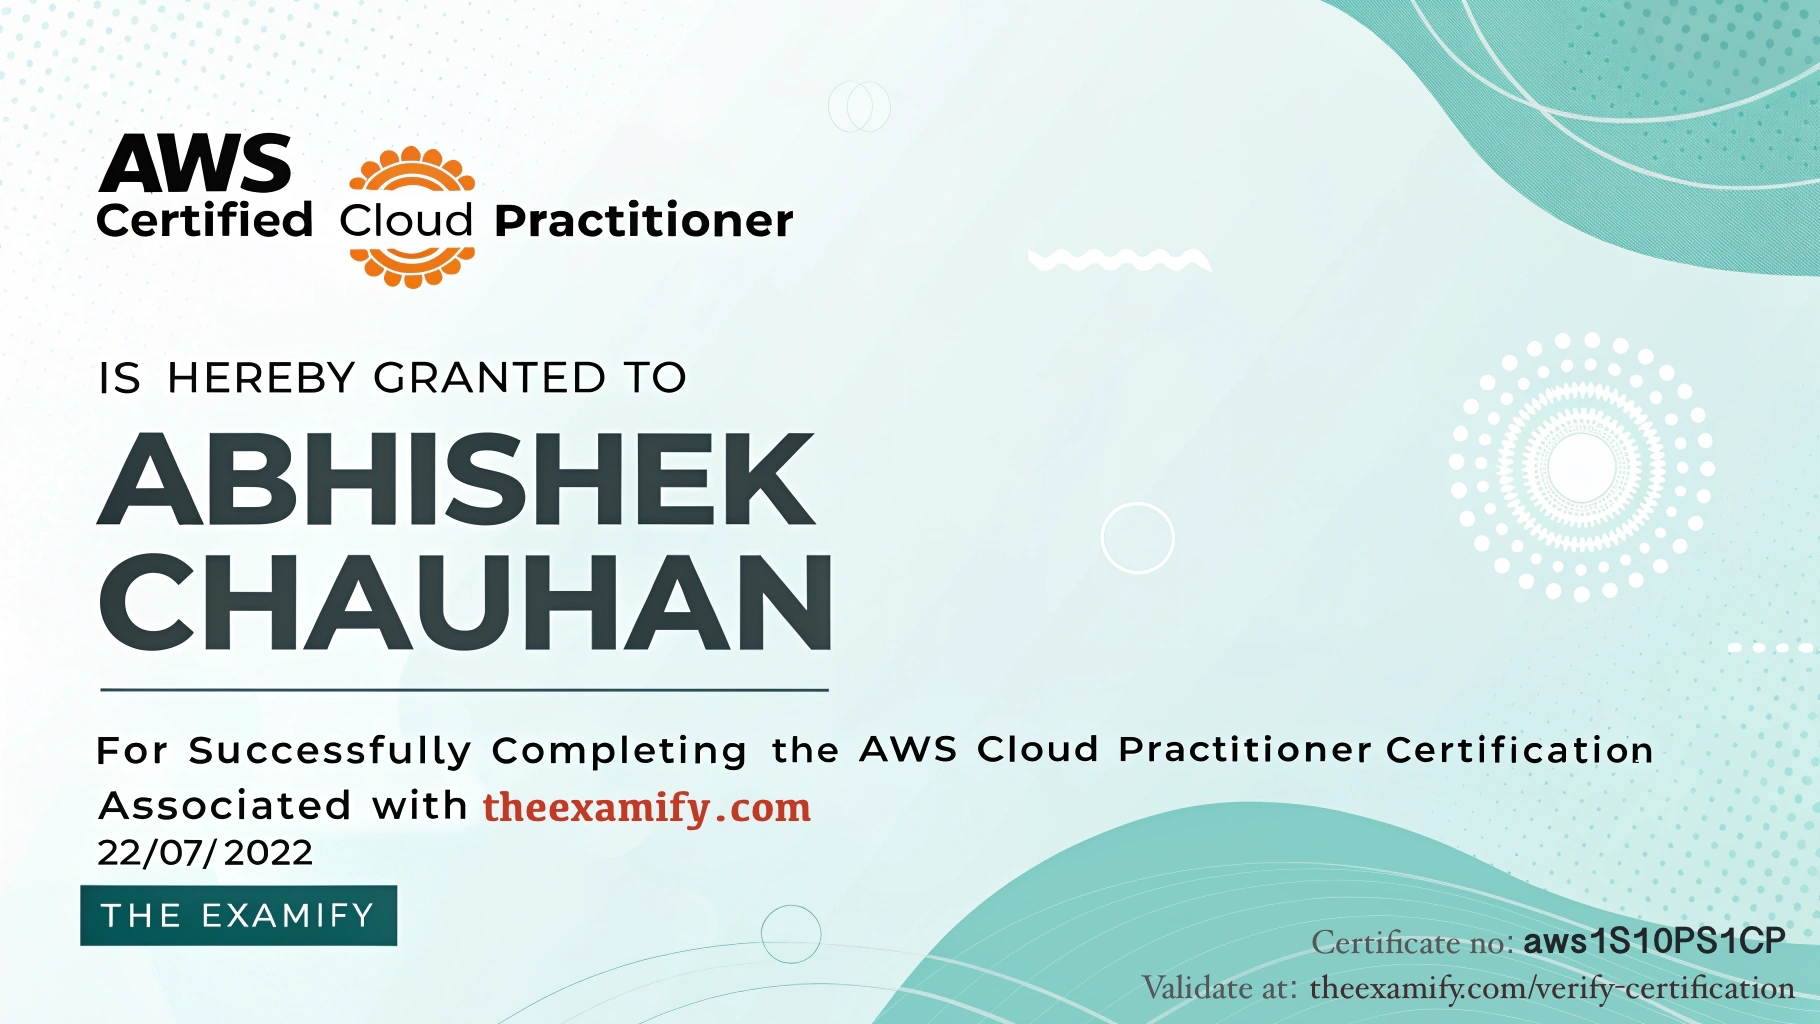 AWS
Certified Cloud Practitioner
IS HEREBY GRANTED TO
ABHISHEK
CHAUHAN
For Successfully Completing the AWS Cloud Practitioner Certification
Associated with theexamify.com
22/07/2022
THE EXAMIFY
Certificate no: aws1S10PS1CP
Validate at: theexamify.com/verify-certification